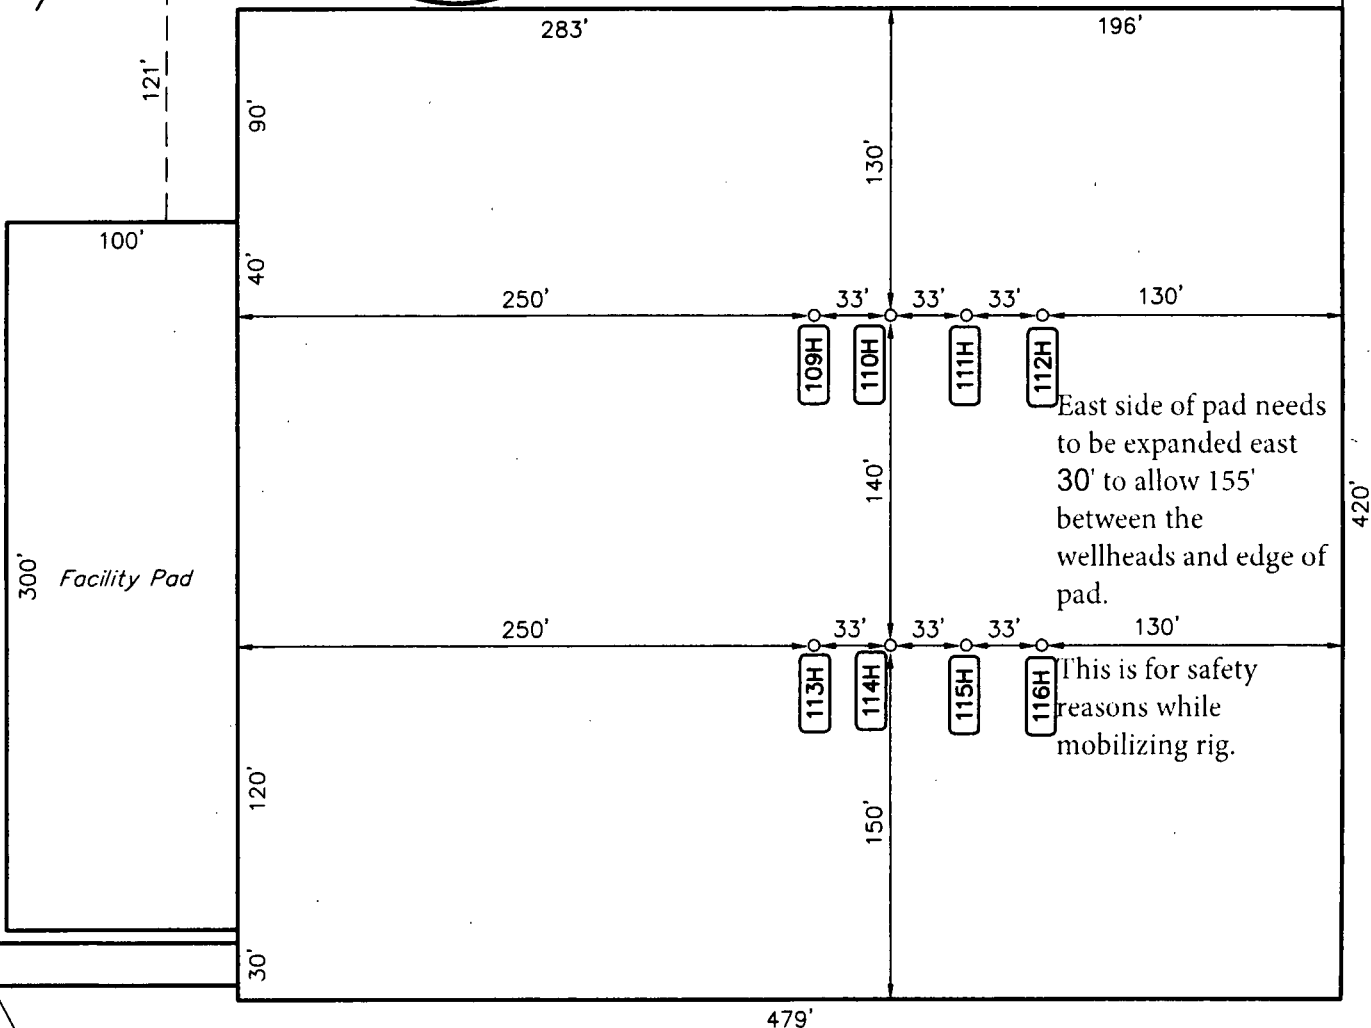 283'
196'
121'
90'
130'
100'
40'
250'
33'
33'
33'
130'
109H
110H
111H
112H
East side of pad needs
to be expanded east
30' to allow 155'
between the
wellheads and edge of
pad.
140'
420'
300'
Facility Pad
250'
33'
33'
33'
130'
113H
114H
115H
116H
This is for safety
reasons while
mobilizing rig.
120'
150'
30'
479'